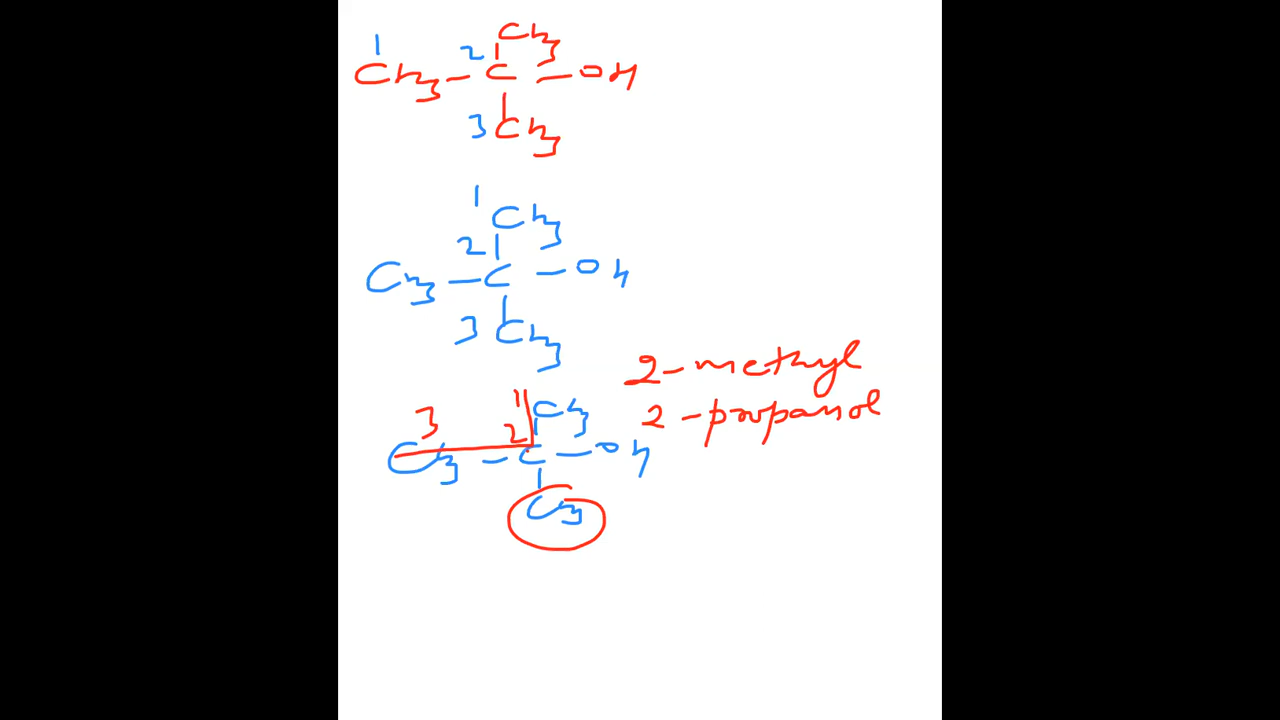 CH3
1 2
CH3 - C - OH
3 CH3
1 CH3
2
CH3 - C - OH
3 CH3
2-methyl
3 1 CH3 2-propanol
2
CH3 - C - OH
CH3